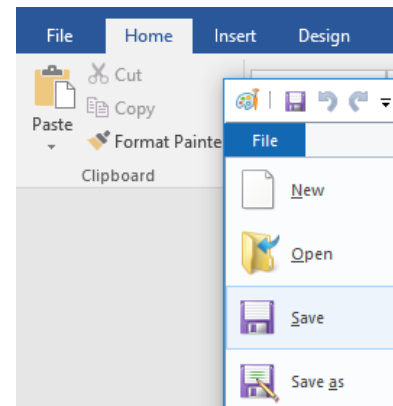 File Home Insert Design
Cut
Copy
Paste
Format Painte
Clipboard
File
New
Open
Save
Save as